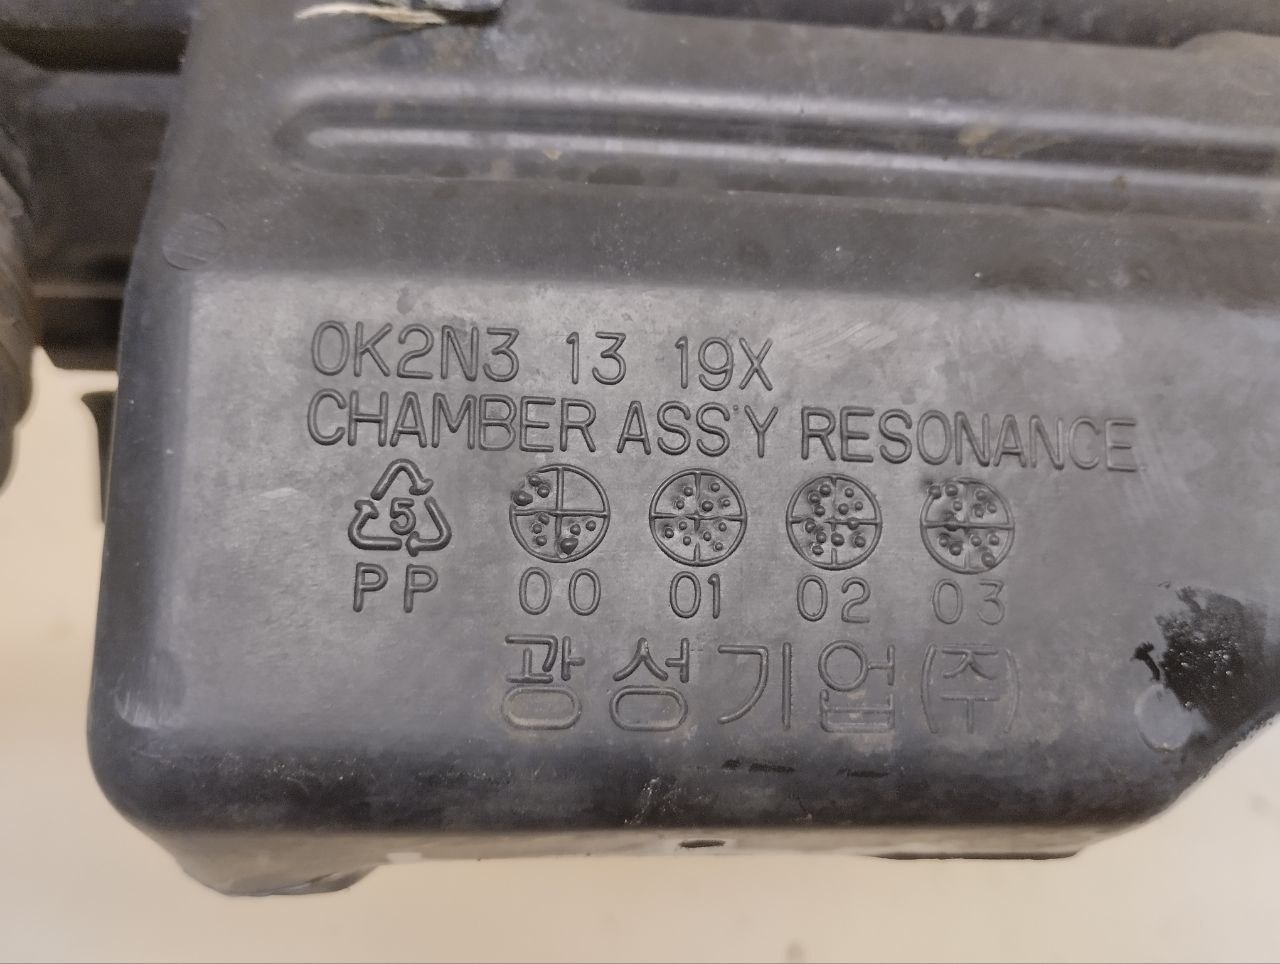 0K2N3 13 19X
CHAMBER ASS'Y RESONANCE
5
PP 00 01 02 03
광성기업(주)